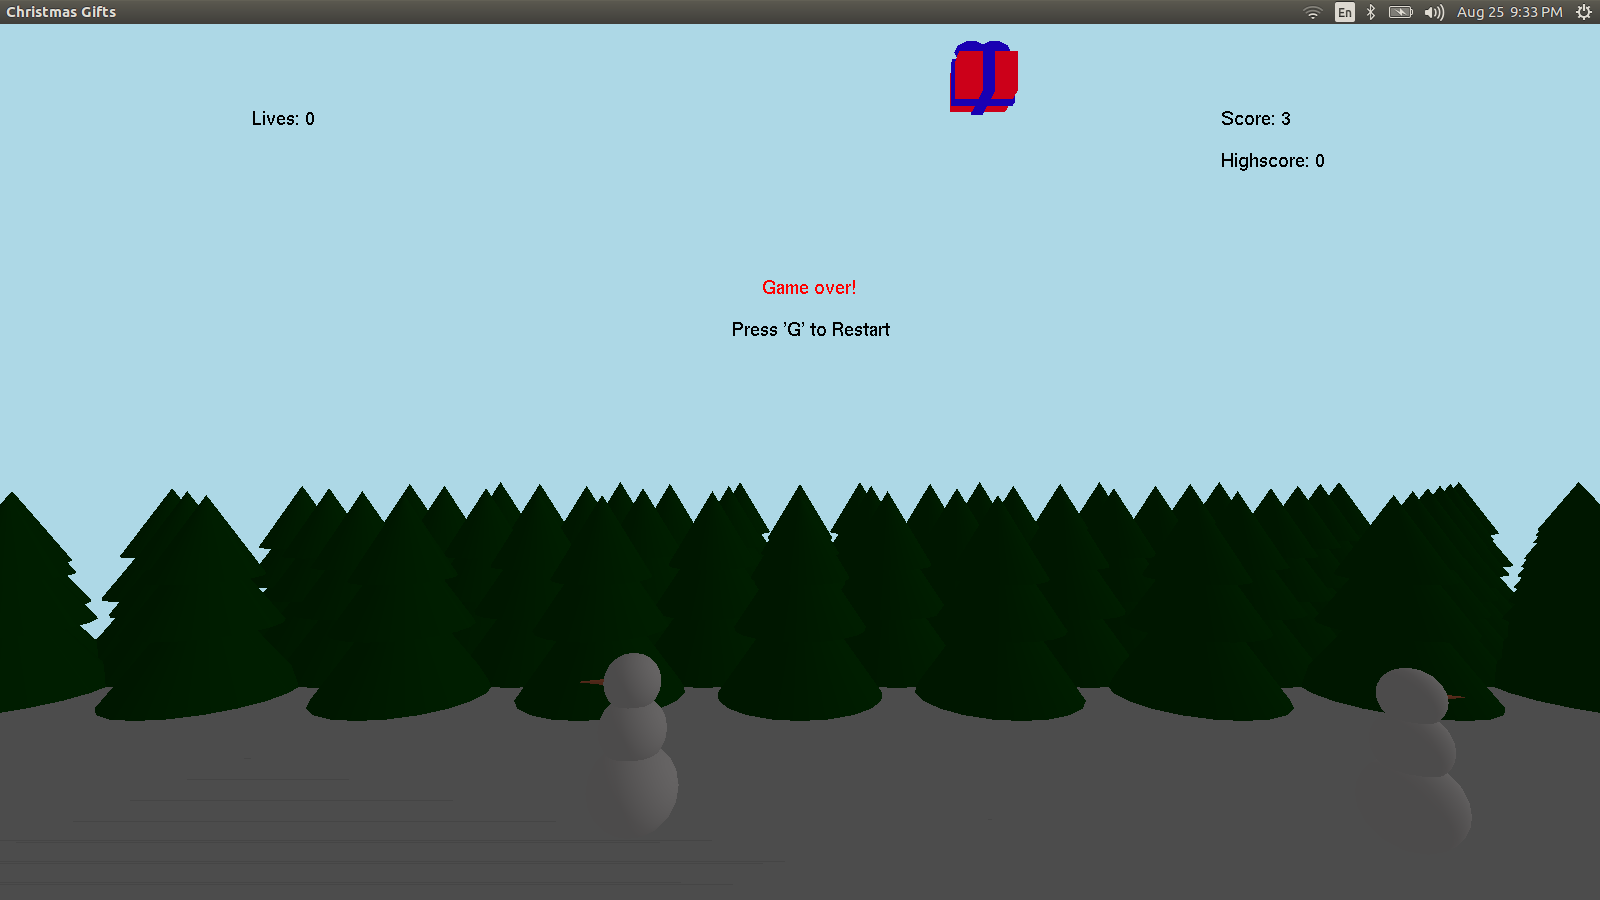 Christmas Gifts
En
Aug 25 9:33 PM
Lives: 0
Score: 3
Highscore: 0
Game over!
Press 'G' to Restart